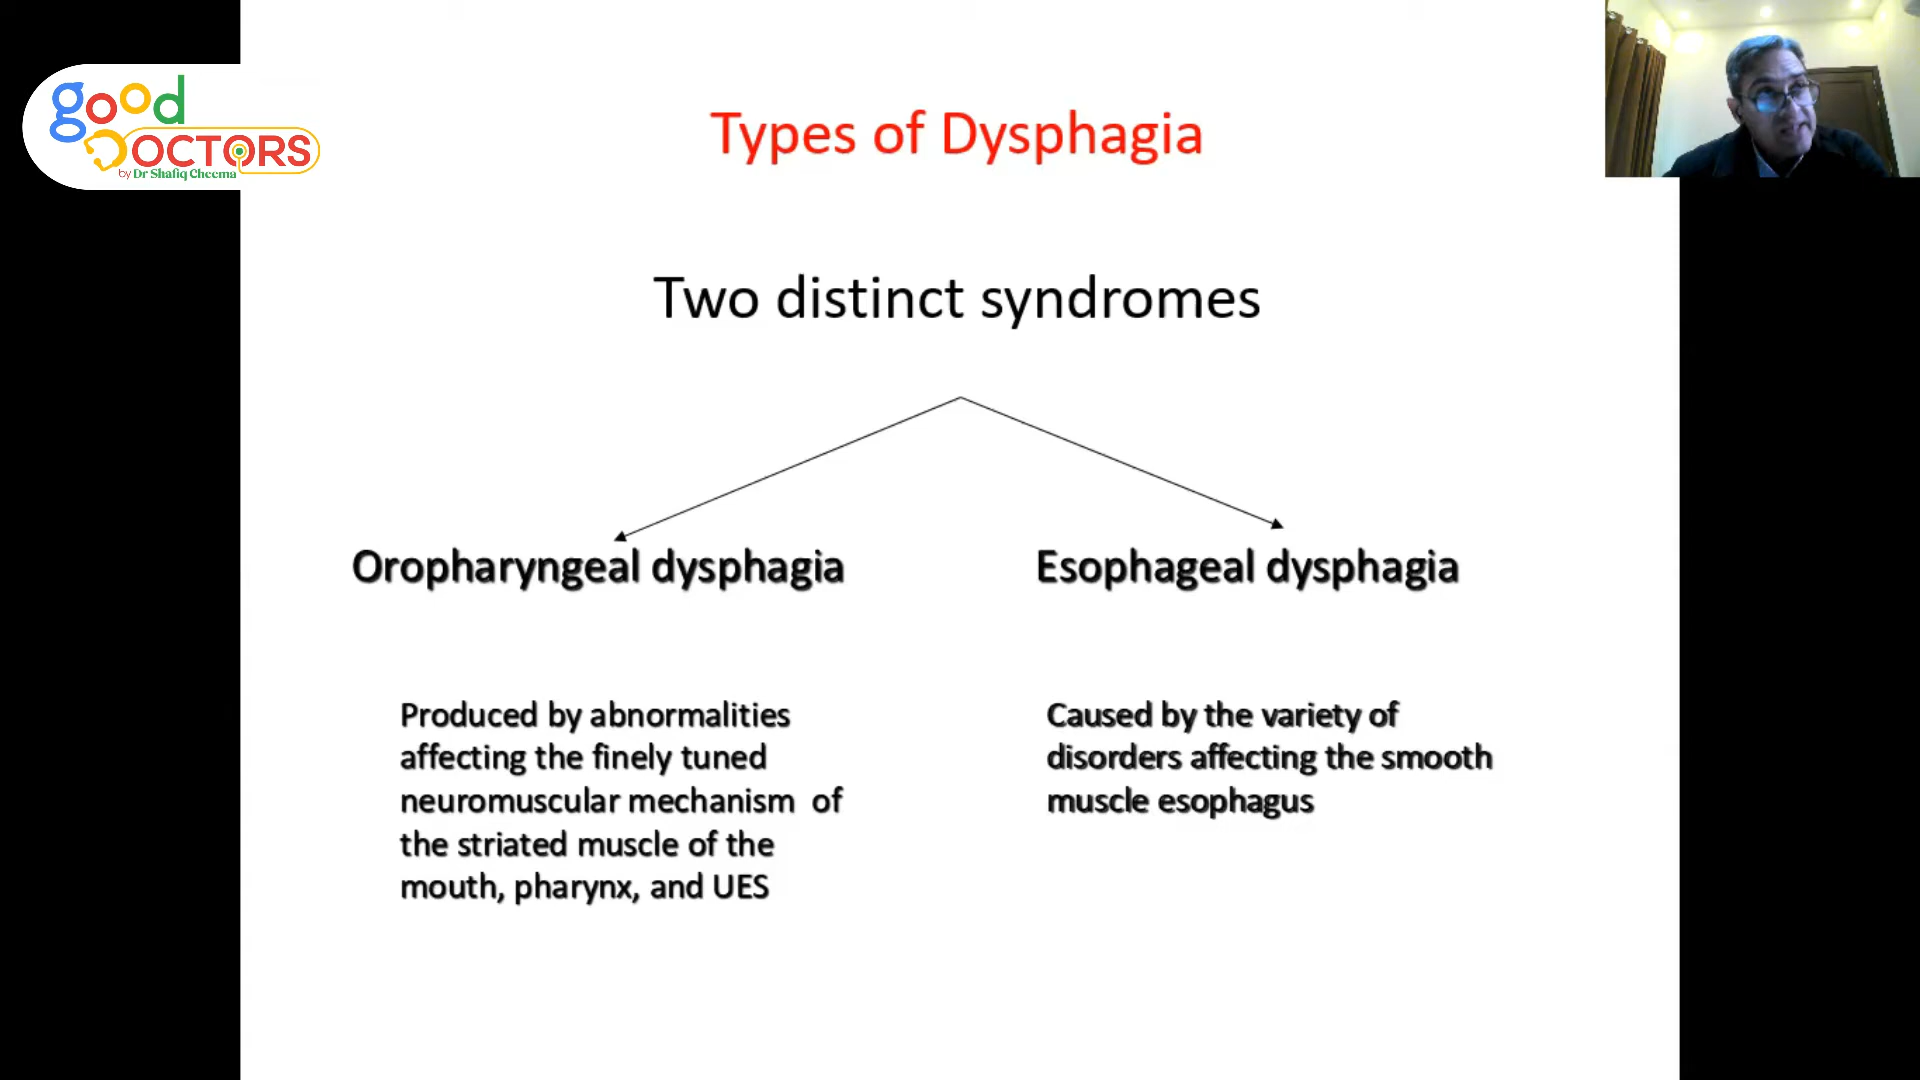 good
DOCTORS
by Dr Shafiq Cheema
Types of Dysphagia
Two distinct syndromes
Oropharyngeal dysphagia
Esophageal dysphagia
Produced by abnormalities
affecting the finely tuned
neuromuscular mechanism of
the striated muscle of the
mouth, pharynx, and UES
Caused by the variety of
disorders affecting the smooth
muscle esophagus